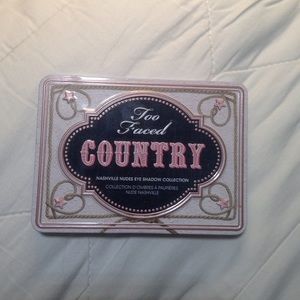 Too
Faced
COUNTRY
NASHVILLE NUDES EYE SHADOW COLLECTION
COLLECTION D'OMBRES À PAUPIÈRES
NUDE NASHVILLE